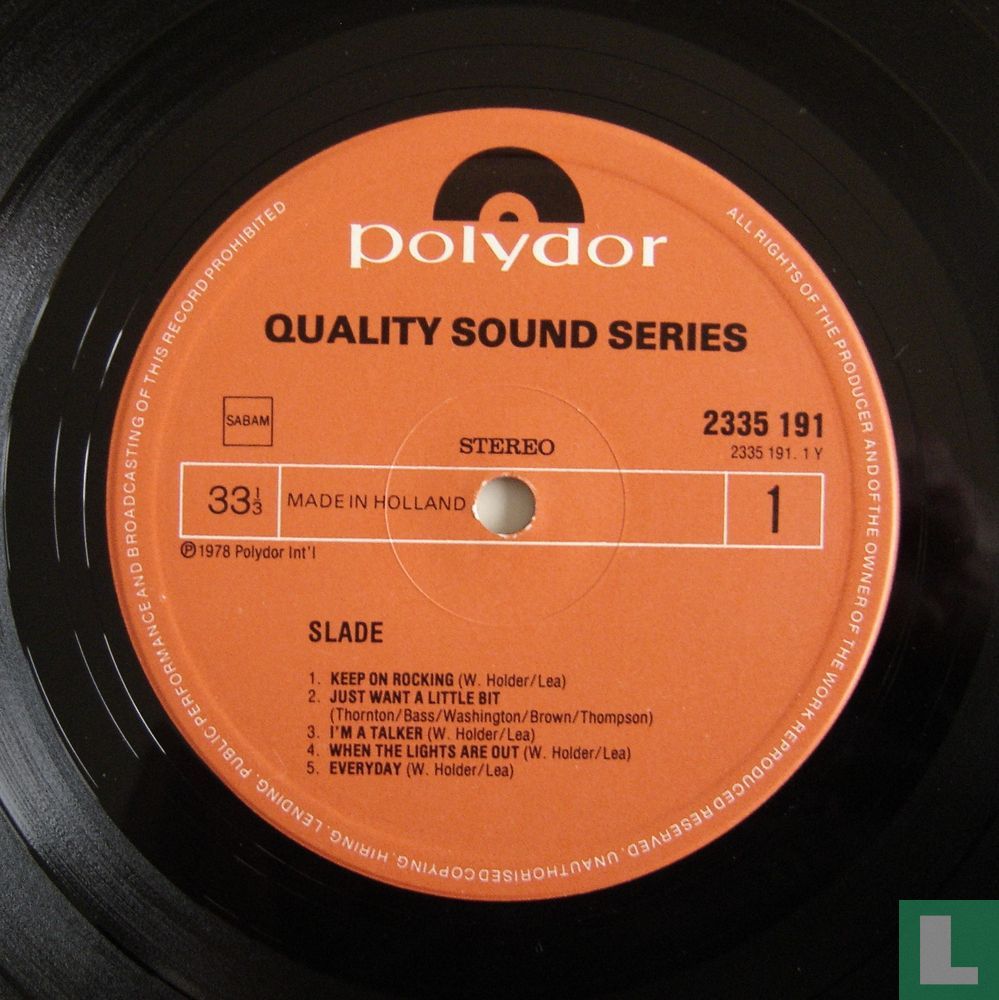 polydor
QUALITY SOUND SERIES
SABAM
STEREO
2335 191
2335 191. 1 Y
33 1/3
MADE IN HOLLAND
1
℗ 1978 Polydor Int'l
SLADE
1. KEEP ON ROCKING (W. Holder/Lea)
2. JUST WANT A LITTLE BIT
(Thornton/Bass/Washington/Brown/Thompson)
3. I'M A TALKER (W. Holder/Lea)
4. WHEN THE LIGHTS ARE OUT (W. Holder/Lea)
5. EVERYDAY (W. Holder/Lea)
ALL RIGHTS OF THE PRODUCER AND OF THE OWNER OF THE WORK REPRODUCED RESERVED. UNAUTHORISED COPYING, HIRING, LENDING, PUBLIC PERFORMANCE AND BROADCASTING OF THIS RECORD PROHIBITED
L